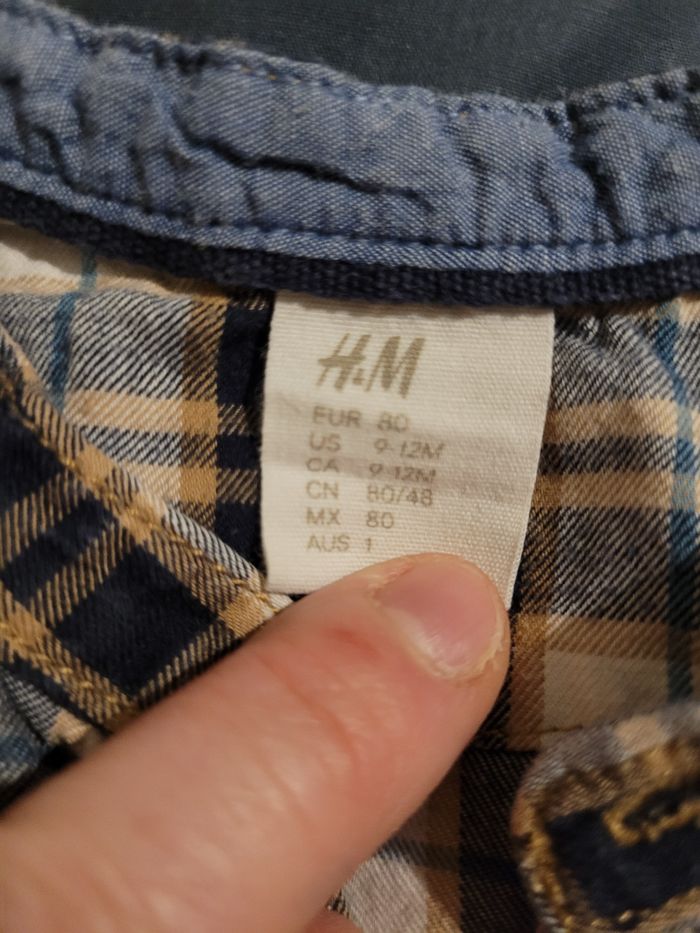 H&M
EUR 80
US 9-12M
CA 9-12M
CN 80/48
MX 80
AUS 1